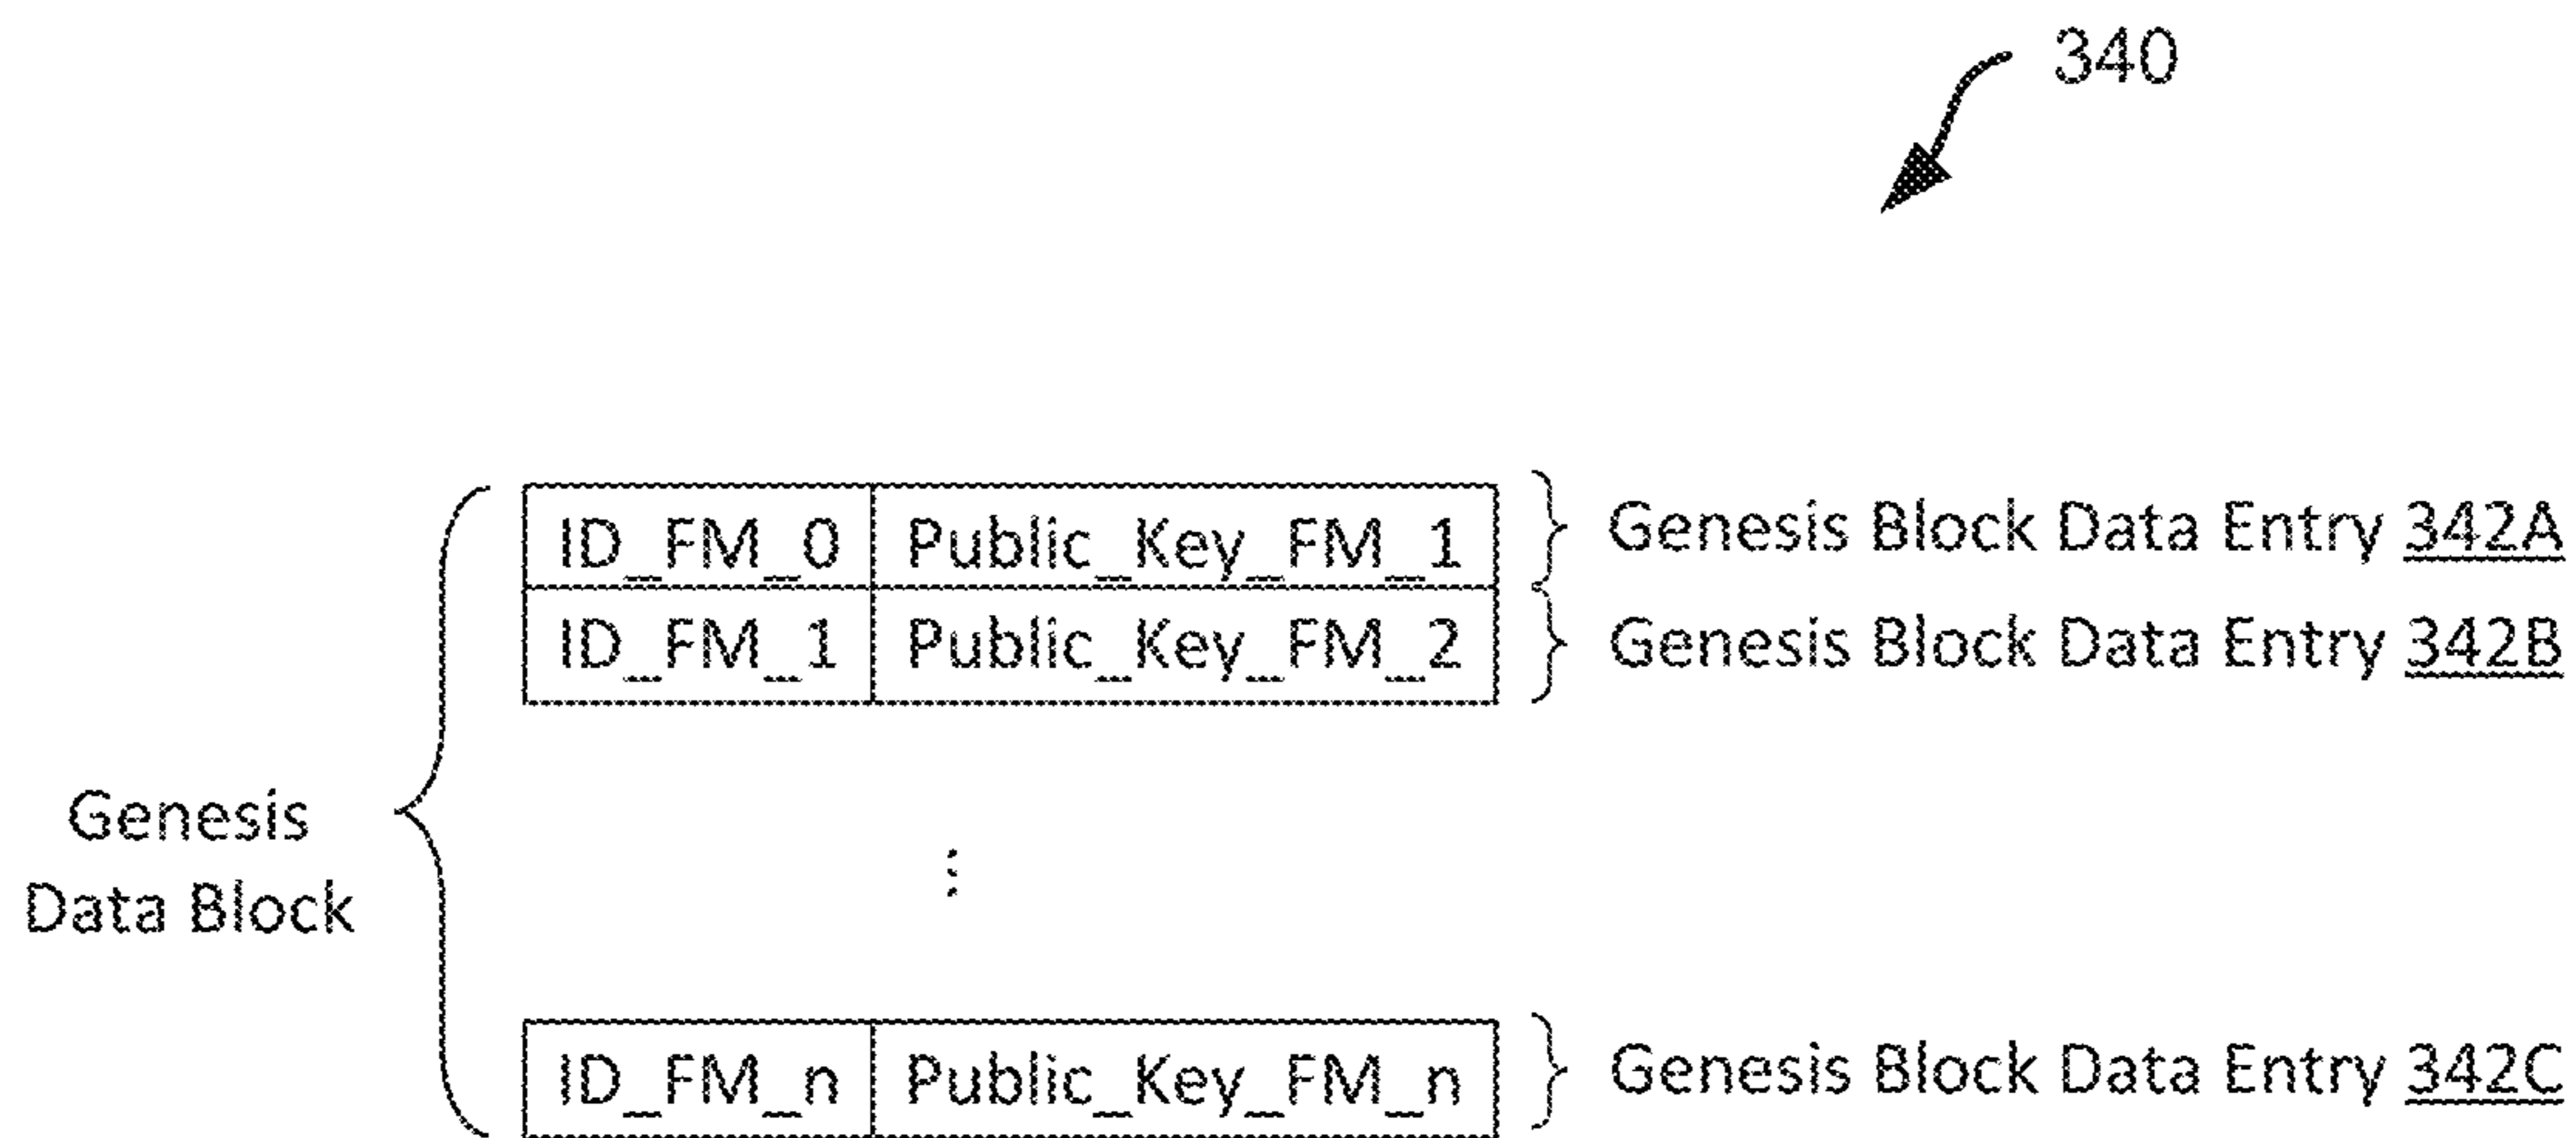 340
ID_FM_0 Public_Key_FM_1 Genesis Block Data Entry 342A
ID_FM_1 Public_Key_FM_2 Genesis Block Data Entry 342B
Genesis
Data Block
⋮
ID_FM_n Public_Key_FM_n Genesis Block Data Entry 342C